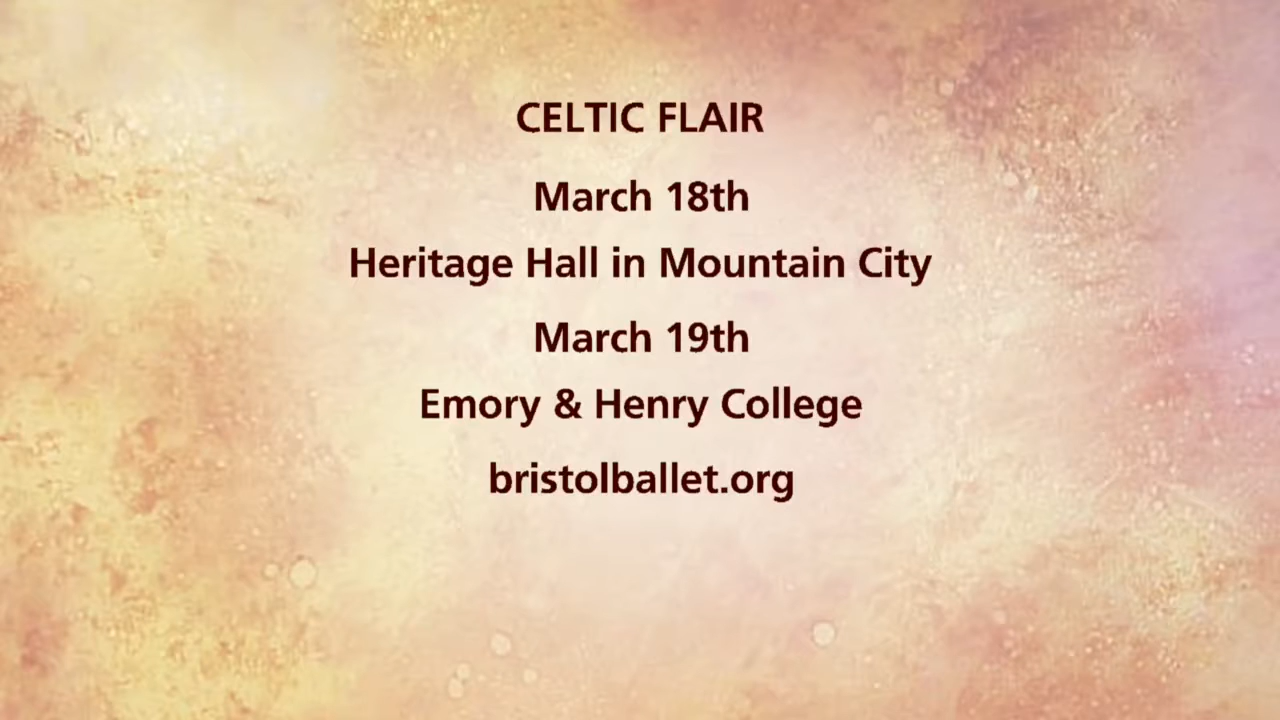 CELTIC FLAIR
March 18th
Heritage Hall in Mountain City
March 19th
Emory & Henry College
bristolballet.org